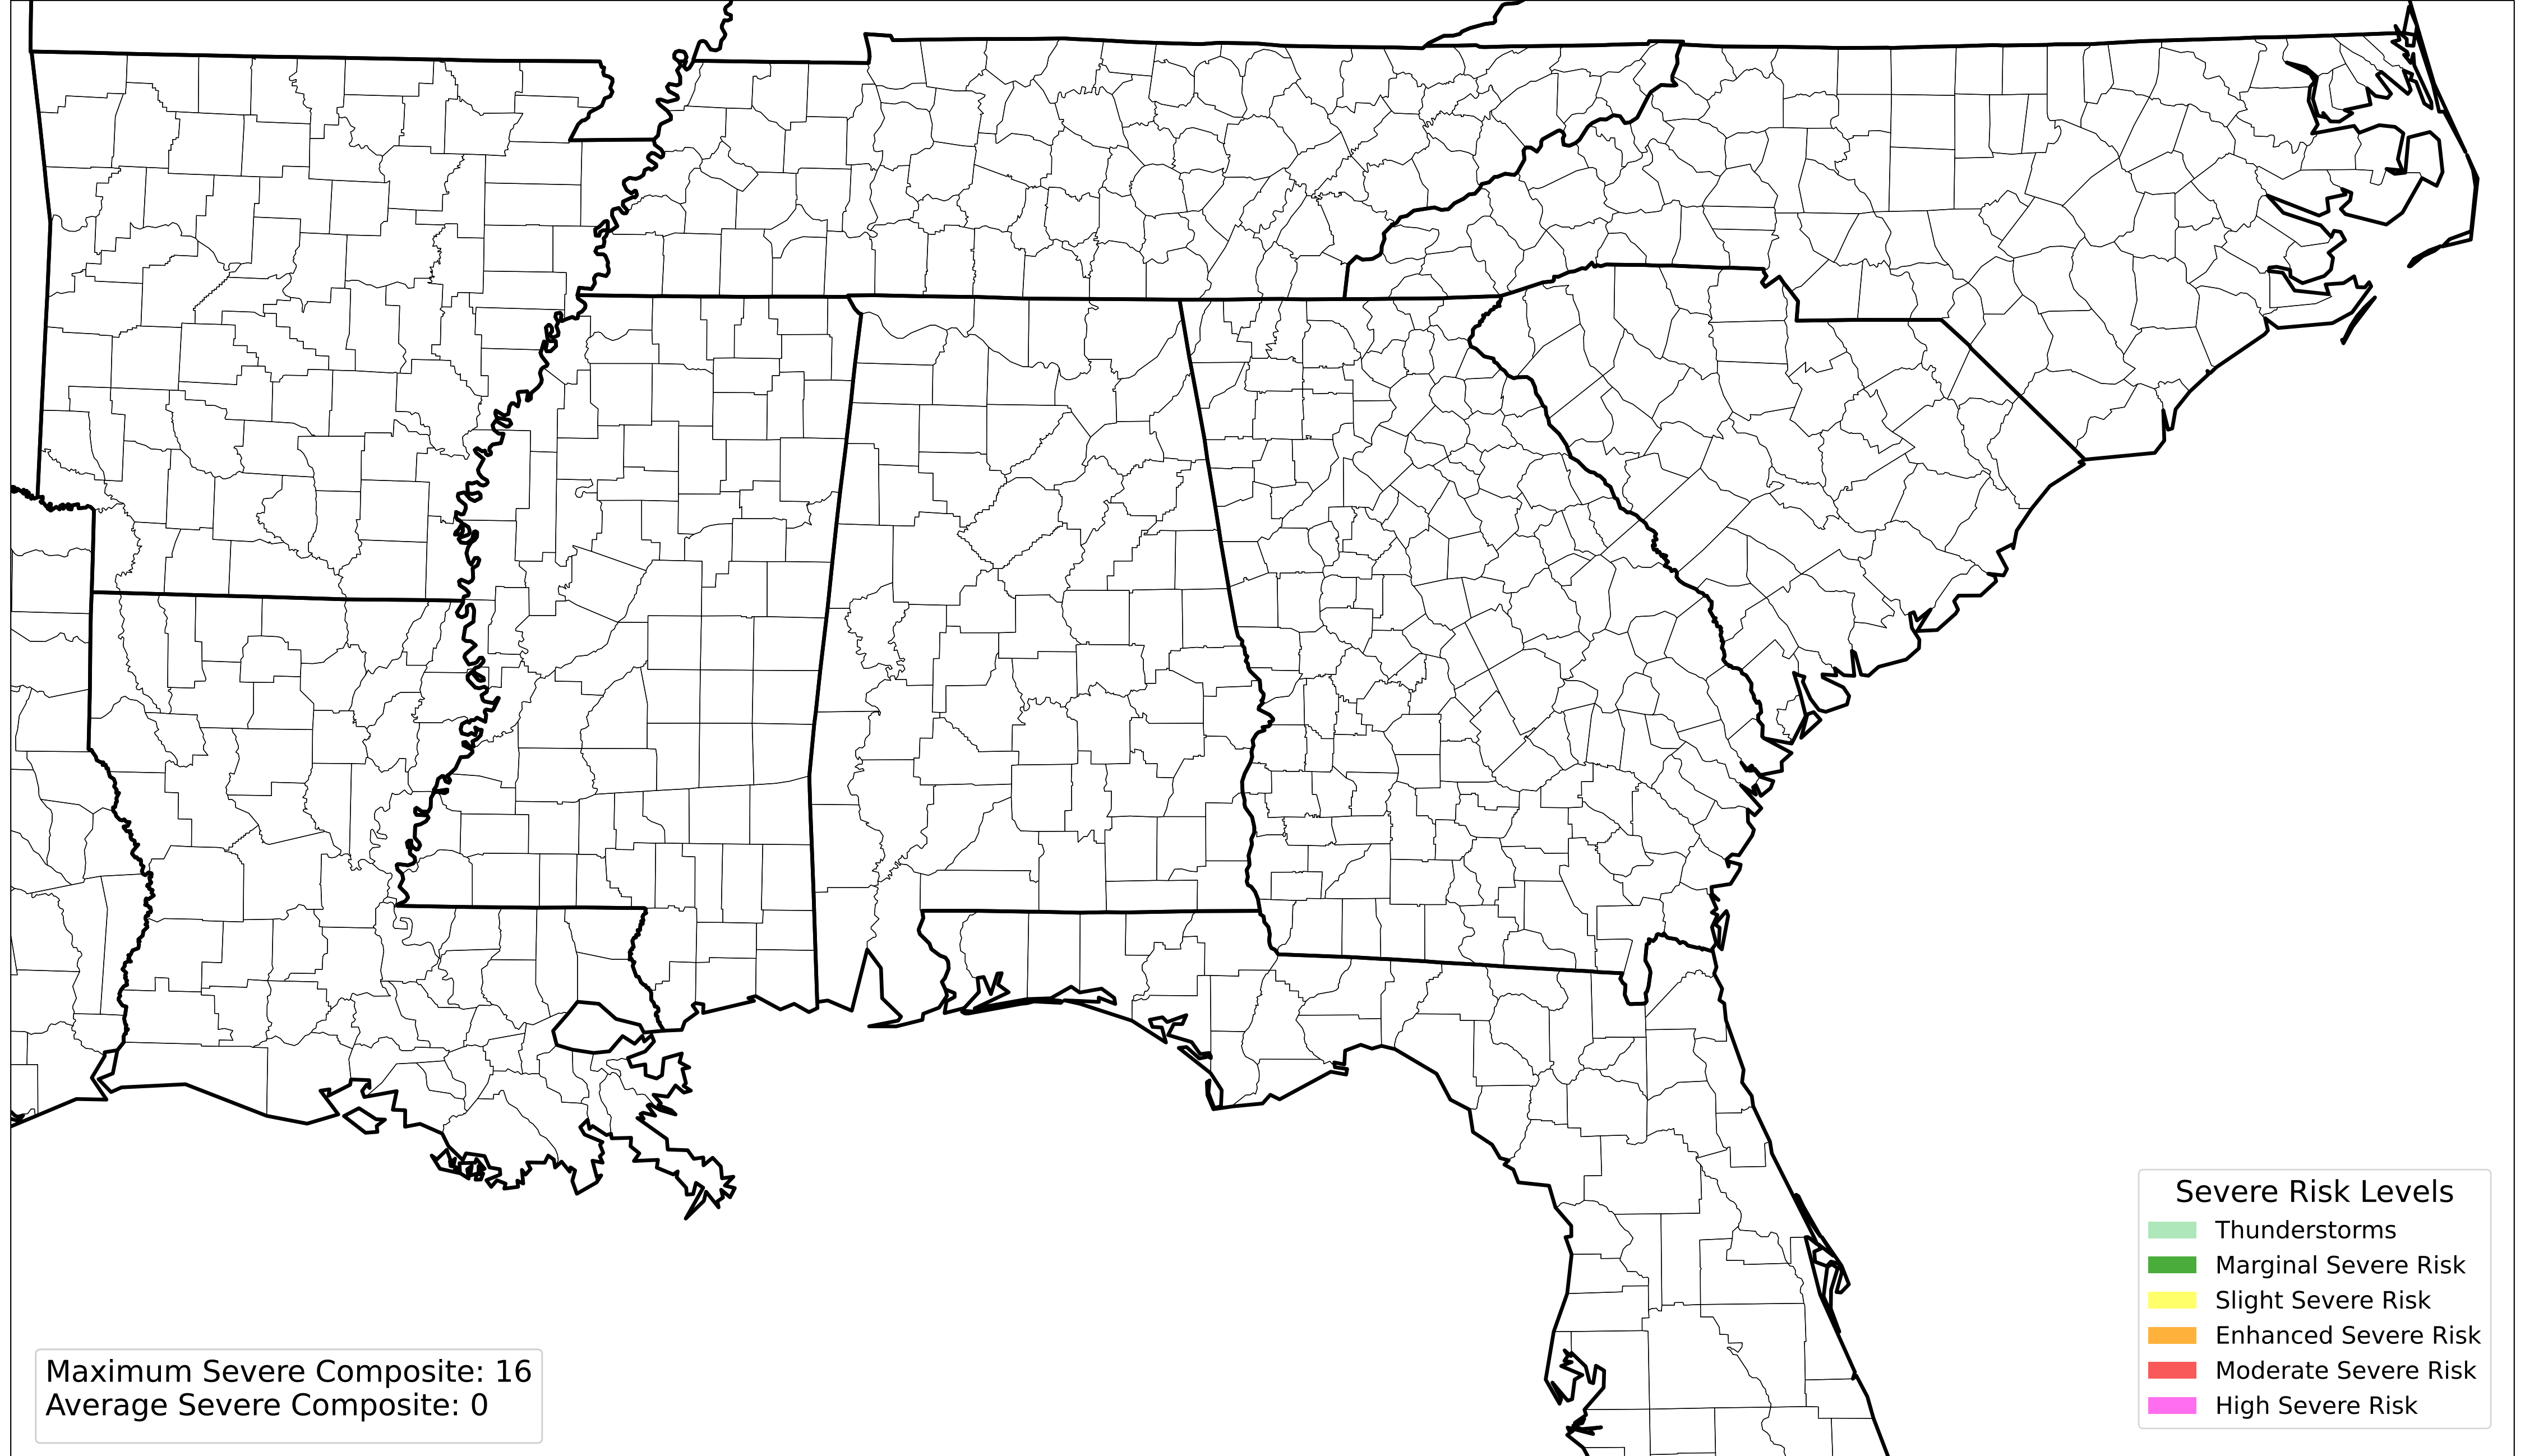 Severe Risk Levels
Thunderstorms
Marginal Severe Risk
Slight Severe Risk
Enhanced Severe Risk
Moderate Severe Risk
High Severe Risk
Maximum Severe Composite: 16
Average Severe Composite: 0